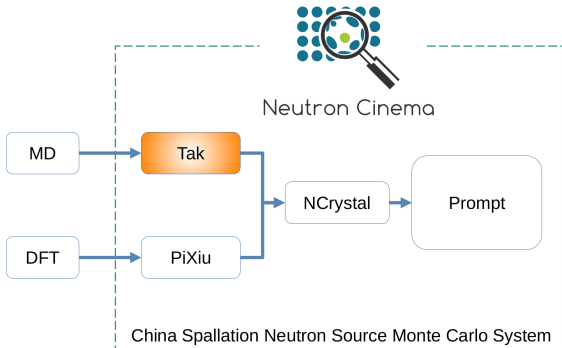 Neutron Cinema
MD
Tak
NCrystal
Prompt
DFT
PiXiu
China Spallation Neutron Source Monte Carlo System